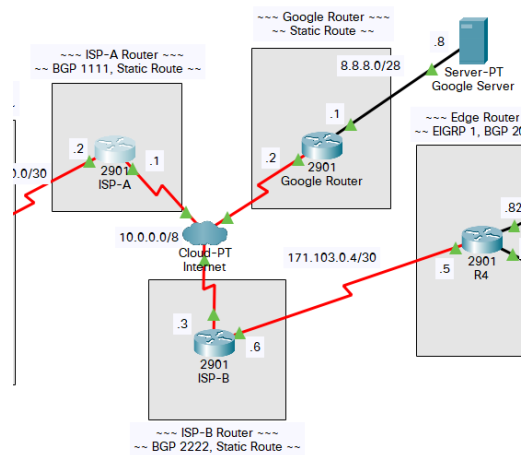 ~~~ Google Router ~~~
~~ Static Route ~~
~~~ ISP-A Router ~~~
~~ BGP 1111, Static Route ~~
.8
8.8.8.0/28
Server-PT
Google Server
.1
~~~ Edge Router
~~ EIGRP 1, BGP
.2
2901
Google Router
.2
.1
2901
ISP-A
0/30
.82
10.0.0.0/8
Cloud-PT
Internet
171.103.0.4/30
.5
2901
R4
.3
.6
2901
ISP-B
~~~ ISP-B Router ~~~
~~ BGP 2222, Static Route ~~